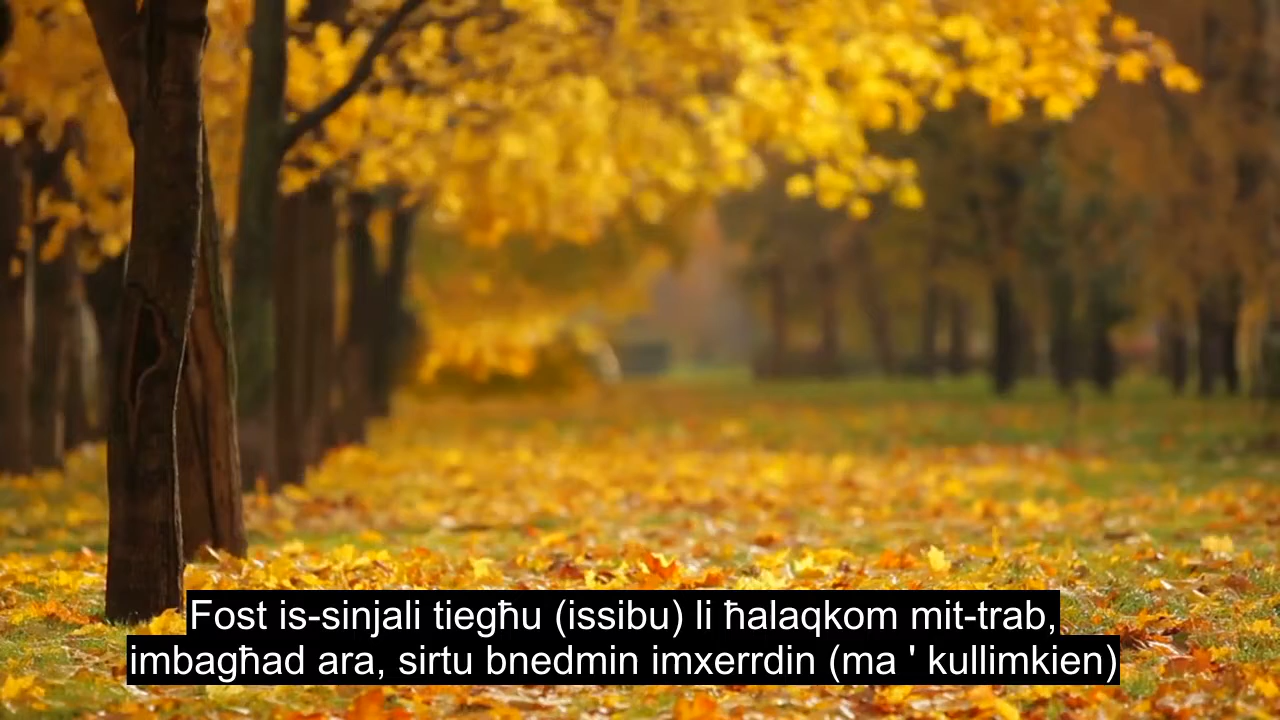 Fost is-sinjali tiegħu (issibu) li ħalaqkom mit-trab,
imbagħad ara, sirtu bnedmin imxerrdin (ma ' kullimkien)